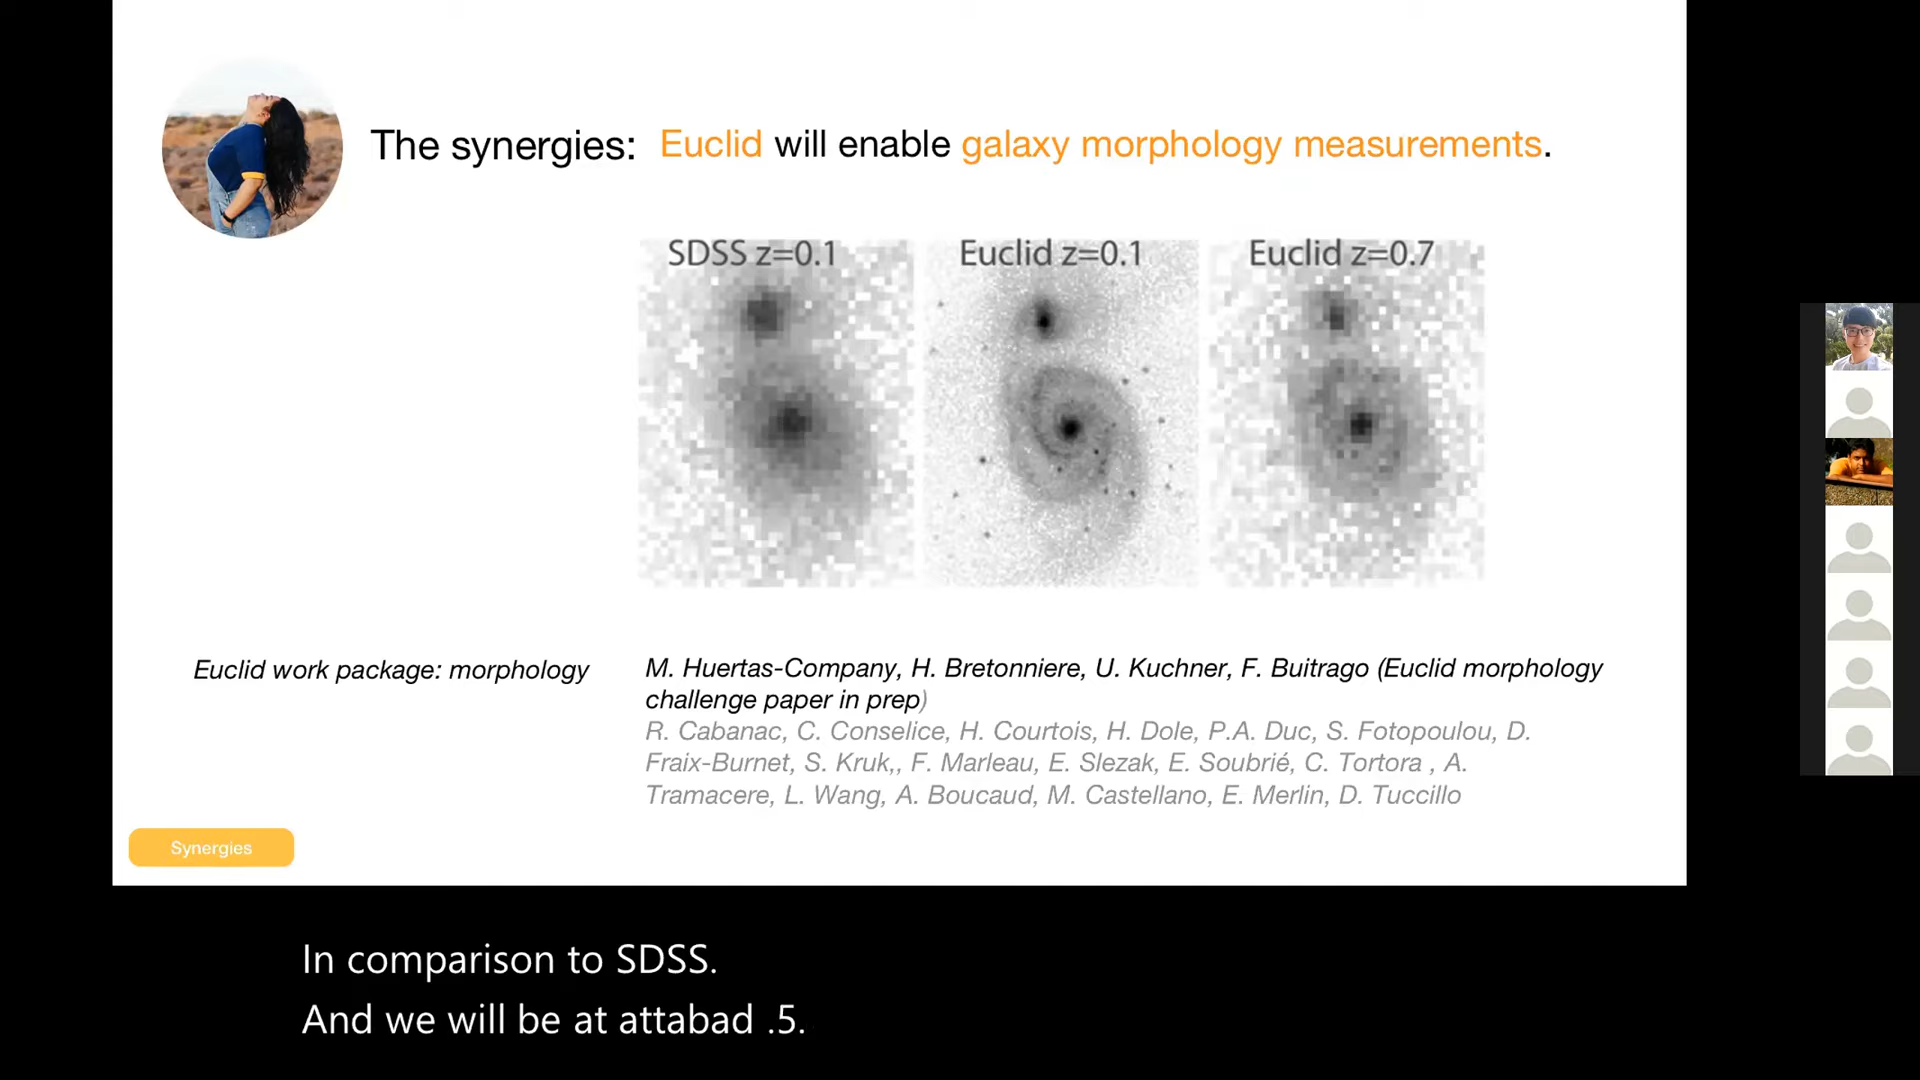 The synergies: Euclid will enable galaxy morphology measurements.
SDSS z=0.1
Euclid z=0.1
Euclid z=0.7
Euclid work package: morphology
M. Huertas-Company, H. Bretonniere, U. Kuchner, F. Buitrago (Euclid morphology
challenge paper in prep)
R. Cabanac, C. Conselice, H. Courtois, H. Dole, P.A. Duc, S. Fotopoulou, D.
Fraix-Burnet, S. Kruk,, F. Marleau, E. Slezak, E. Soubrié, C. Tortora , A.
Tramacere, L. Wang, A. Boucaud, M. Castellano, E. Merlin, D. Tuccillo
Synergies
In comparison to SDSS.
And we will be at attabad .5.